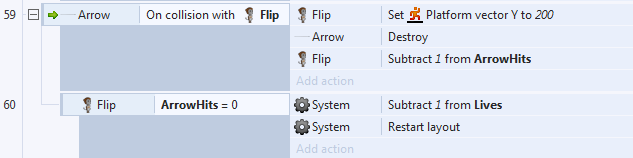 59 Arrow On collision with Flip Flip Set Platform vector Y to 200
Arrow Destroy
Flip Subtract 1 from ArrowHits
Add action
60 Flip ArrowHits = 0 System Subtract 1 from Lives
System Restart layout
Add action